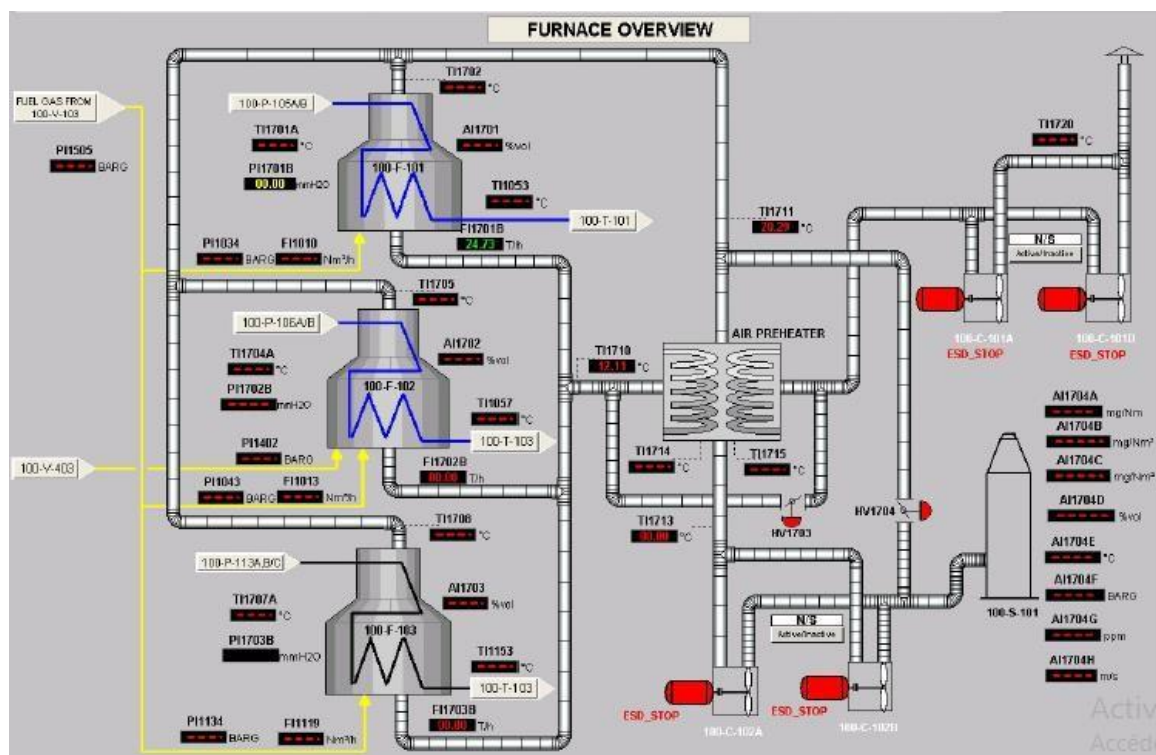 FURNACE OVERVIEW
FUEL GAS FROM
100-V-103
PI1505
BARG
TI1702
°C
100-P-105A/B
TI1701A
°C
AI1701
%vol
PI1701B
00.00 mmH2O
100-F-101
TI1053
°C
100-T-101
FI1701B
24.73 T/h
PI1034
BARG
FI1010
Nm³/h
TI1705
°C
100-P-106A/B
TI1704A
°C
AI1702
%vol
PI1702B
mmH2O
100-F-102
TI1057
°C
100-T-103
PI1402
BARG
100-V-403
FI1702B
00.00 T/h
PI1043
BARG
FI1013
Nm³/h
TI1706
°C
100-P-113A,B/C
TI1707A
°C
AI1703
%vol
PI1703B
mmH2O
100-F-103
TI1153
°C
100-T-103
FI1703B
00.00 T/h
PI1134
BARG
FI1119
Nm³/h
TI1711
20.29 °C
TI1710
12.11 °C
AIR PREHEATER
TI1714
°C
TI1715
°C
TI1713
00.00 °C
HV1703
HV1704
TI1720
°C
N/S
Active/Inactive
100-C-101A
ESD_STOP
ESD_STOP
N/S
Active/Inactive
ESD_STOP
100-C-102A
ESD_STOP
100-C-102B
100-S-101
AI1704A
mg/Nm
AI1704B
mg/Nm³
AI1704C
mg/Nm³
AI1704D
%vol
AI1704E
°C
AI1704F
BARG
AI1704G
ppm
AI1704H
m/s
Activ
Accéde